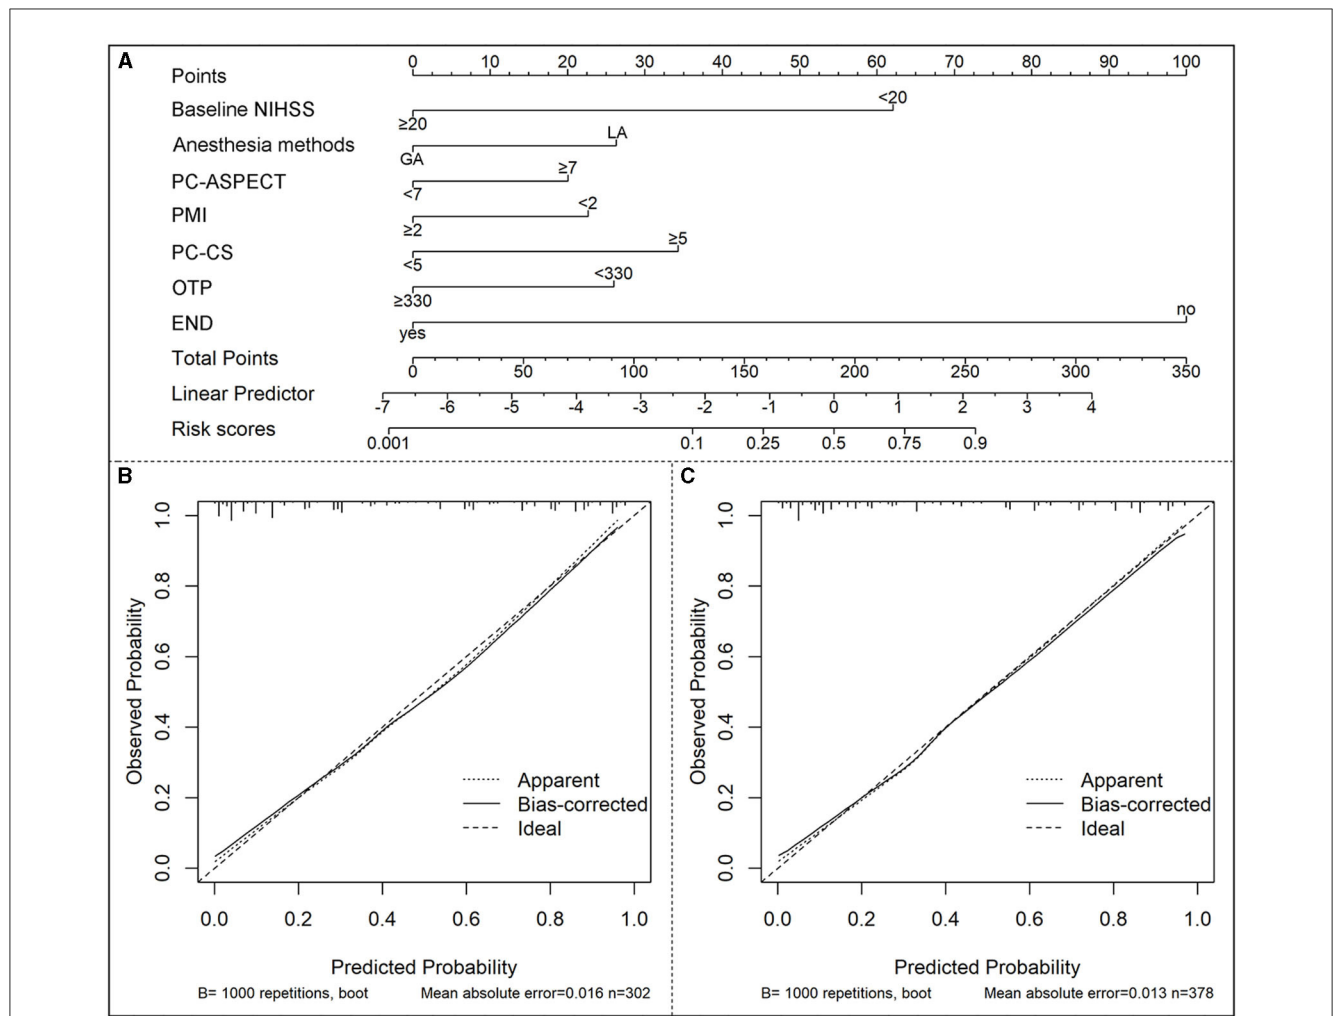 A
0 10 20 30 40 50 60 70 80 90 100
Points
<20
Baseline NIHSS
≥20
LA
Anesthesia methods
GA
≥7
PC-ASPECT
<7
<2
PMI
≥2
≥5
PC-CS
<5
<330
OTP
≥330
no
END
yes
Total Points
0 50 100 150 200 250 300 350
Linear Predictor
-7 -6 -5 -4 -3 -2 -1 0 1 2 3 4
Risk scores
0.001 0.1 0.25 0.5 0.75 0.9
B
1.0
0.8
0.6
0.4
0.2
0.0
Observed Probability
Apparent
Bias-corrected
Ideal
0.0 0.2 0.4 0.6 0.8 1.0
Predicted Probability
B= 1000 repetitions, boot Mean absolute error=0.016 n=302
C
1.0
0.8
0.6
0.4
0.2
0.0
Observed Probability
Apparent
Bias-corrected
Ideal
0.0 0.2 0.4 0.6 0.8 1.0
Predicted Probability
B= 1000 repetitions, boot Mean absolute error=0.013 n=378